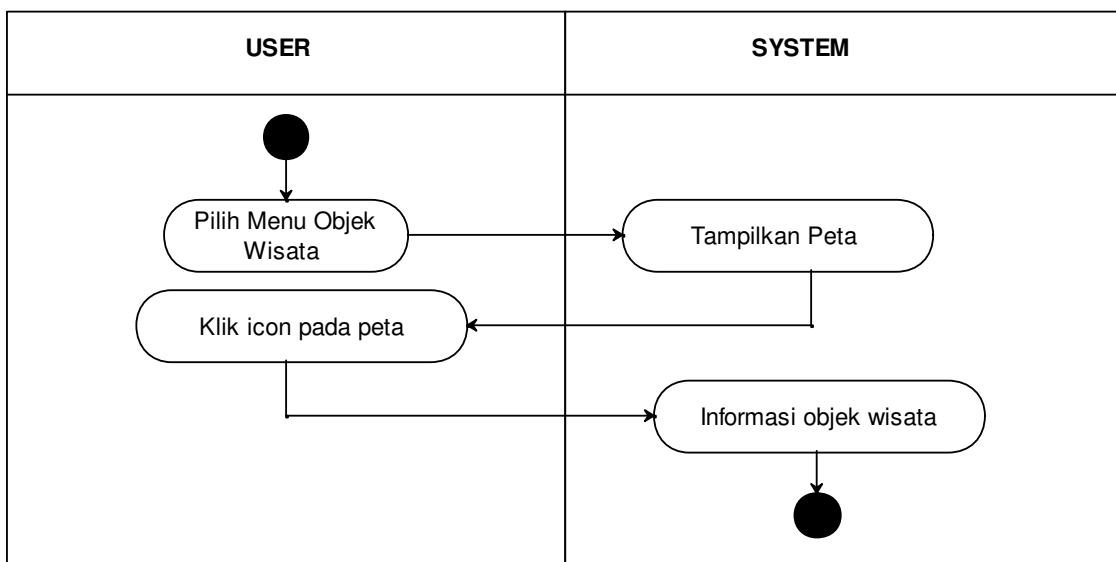 USER
SYSTEM
Pilih Menu Objek
Wisata
Tampilkan Peta
Klik icon pada peta
Informasi objek wisata